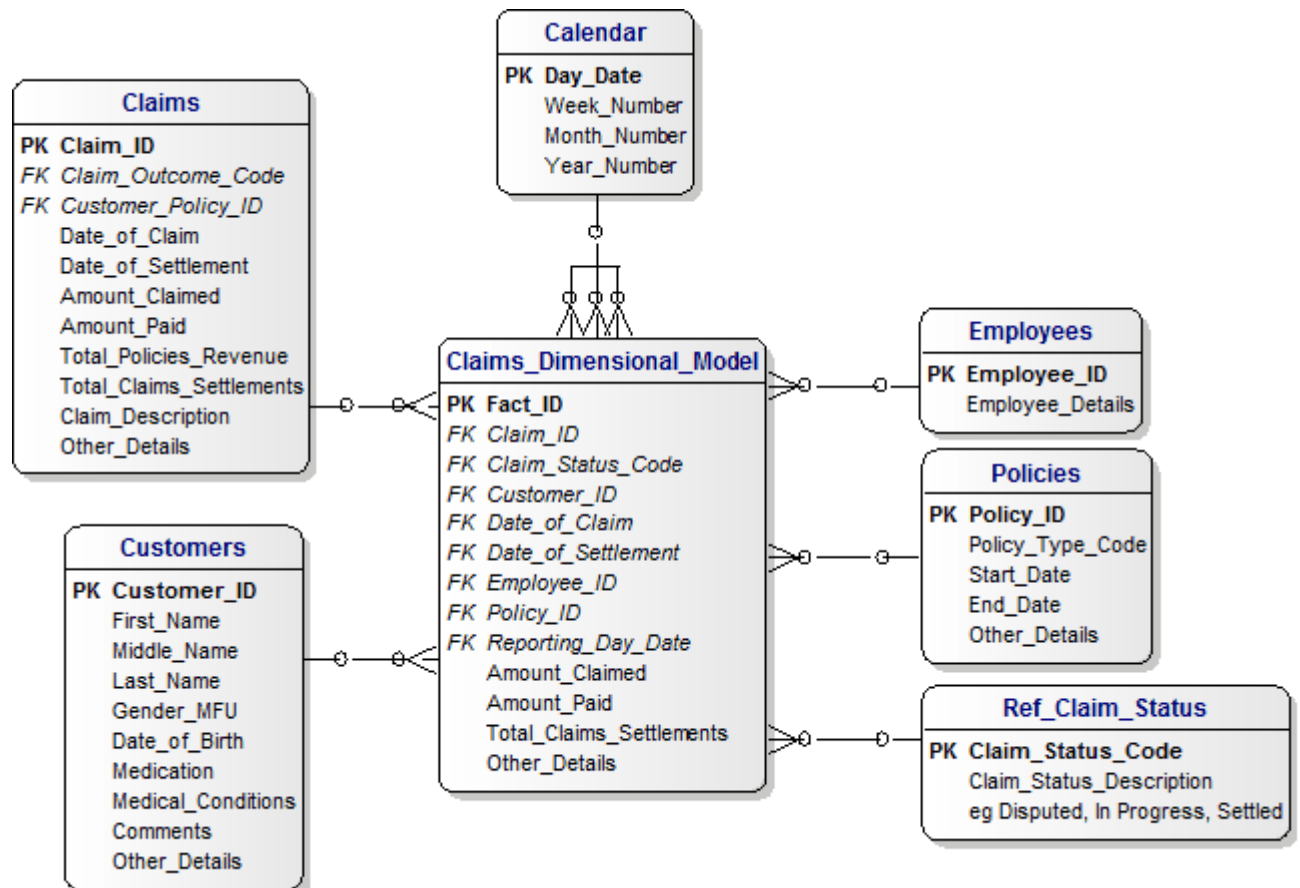 Calendar
PK Day_Date
Week_Number
Month_Number
Year_Number
Claims
PK Claim_ID
FK Claim_Outcome_Code
FK Customer_Policy_ID
Date_of_Claim
Date_of_Settlement
Amount_Claimed
Amount_Paid
Total_Policies_Revenue
Total_Claims_Settlements
Claim_Description
Other_Details
Claims_Dimensional_Model
PK Fact_ID
FK Claim_ID
FK Claim_Status_Code
FK Customer_ID
FK Date_of_Claim
FK Date_of_Settlement
FK Employee_ID
FK Policy_ID
FK Reporting_Day_Date
Amount_Claimed
Amount_Paid
Total_Claims_Settlements
Other_Details
Employees
PK Employee_ID
Employee_Details
Policies
PK Policy_ID
Policy_Type_Code
Start_Date
End_Date
Other_Details
Customers
PK Customer_ID
First_Name
Middle_Name
Last_Name
Gender_MFU
Date_of_Birth
Medication
Medical_Conditions
Comments
Other_Details
Ref_Claim_Status
PK Claim_Status_Code
Claim_Status_Description
eg Disputed, In Progress, Settled